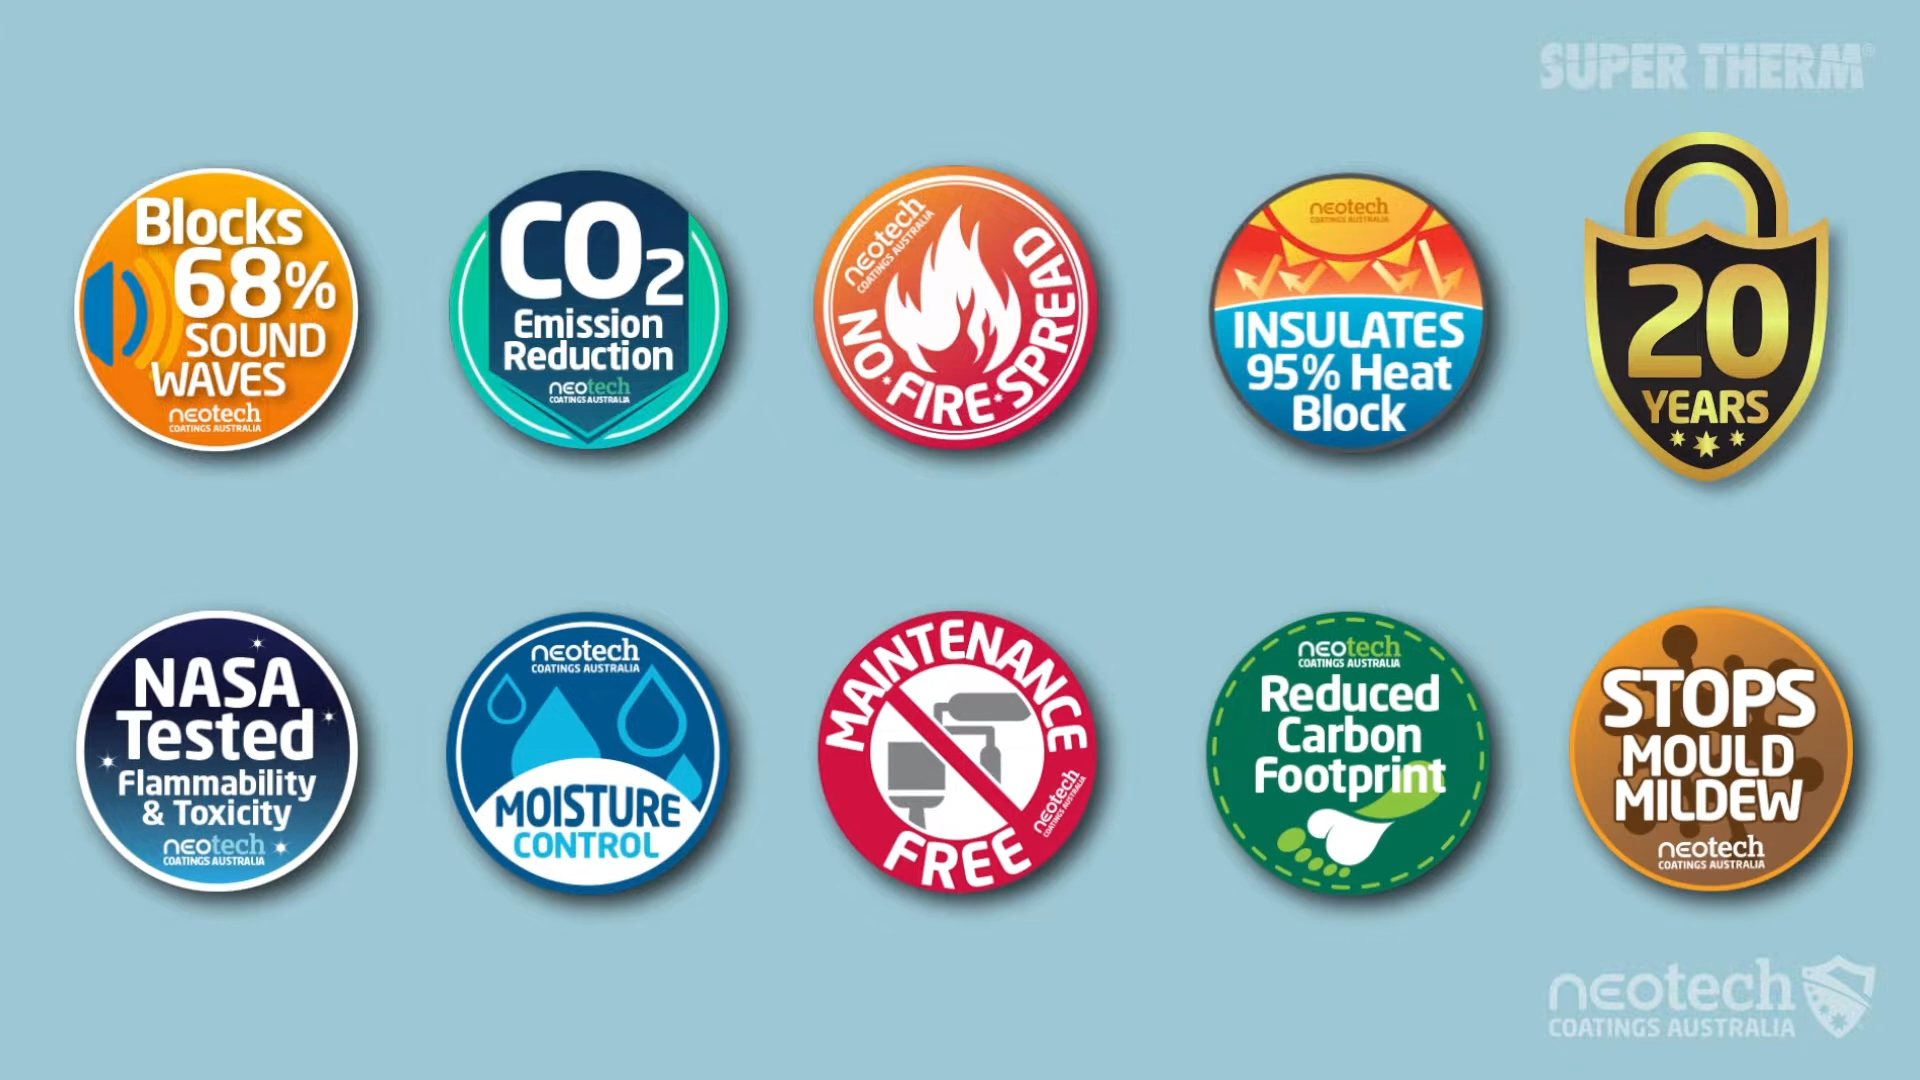 SUPER THERM®
Blocks
68%
SOUND
WAVES
neotech
COATINGS AUSTRALIA
CO2
Emission
Reduction
neotech
COATINGS AUSTRALIA
neotech
COATINGS AUSTRALIA
NO★FIRE★SPREAD
neotech
COATINGS AUSTRALIA
INSULATES
95% Heat
Block
20
YEARS
NASA
Tested
Flammability
& Toxicity
neotech
COATINGS AUSTRALIA
neotech
COATINGS AUSTRALIA
MOISTURE
CONTROL
MAINTENANCE
FREE
neotech
COATINGS AUSTRALIA
neotech
COATINGS AUSTRALIA
Reduced
Carbon
Footprint
STOPS
MOULD
MILDEW
neotech
COATINGS AUSTRALIA
neotech
COATINGS AUSTRALIA